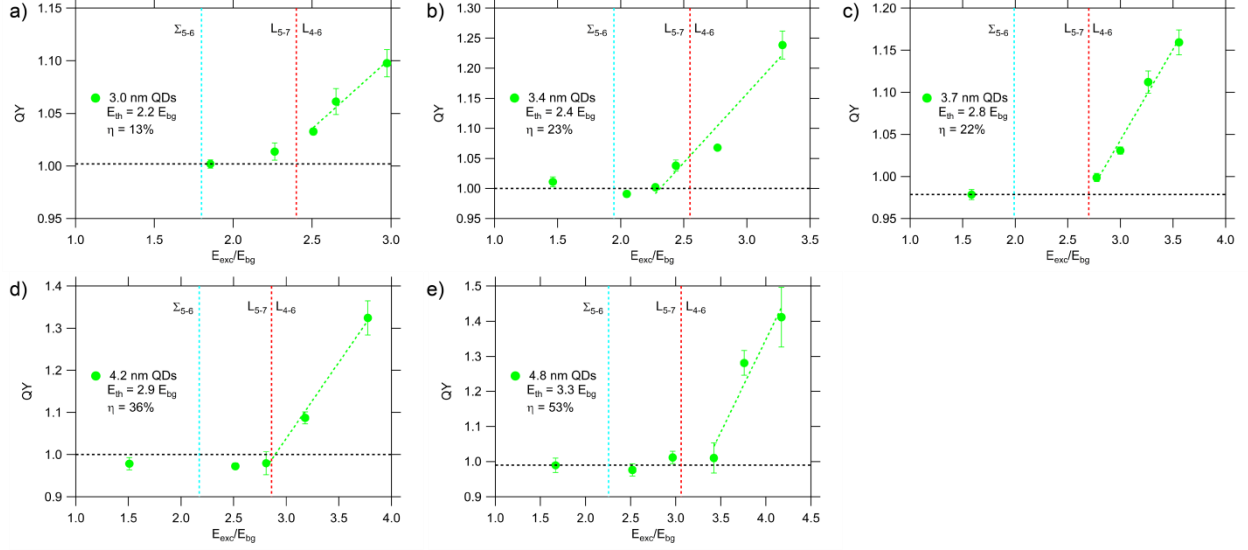 a)
Σ5-6
L5-7
L4-6
1.15
1.10
1.05
1.00
0.95
QY
3.0 nm QDs
Eth = 2.2 Ebg
η = 13%
1.0
1.5
2.0
2.5
3.0
Eexc/Ebg
b)
Σ5-6
L5-7
L4-6
1.30
1.25
1.20
1.15
1.10
1.05
1.00
0.95
QY
3.4 nm QDs
Eth = 2.4 Ebg
η = 23%
1.0
1.5
2.0
2.5
3.0
3.5
Eexc/Ebg
c)
Σ5-6
L5-7
L4-6
1.20
1.15
1.10
1.05
1.00
0.95
QY
3.7 nm QDs
Eth = 2.8 Ebg
η = 22%
1.0
1.5
2.0
2.5
3.0
3.5
4.0
Eexc/Ebg
d)
Σ5-6
L5-7
L4-6
1.4
1.3
1.2
1.1
1.0
0.9
QY
4.2 nm QDs
Eth = 2.9 Ebg
η = 36%
1.0
1.5
2.0
2.5
3.0
3.5
4.0
Eexc/Ebg
e)
Σ5-6
L5-7
L4-6
1.5
1.4
1.3
1.2
1.1
1.0
0.9
QY
4.8 nm QDs
Eth = 3.3 Ebg
η = 53%
1.0
1.5
2.0
2.5
3.0
3.5
4.0
4.5
Eexc/Ebg